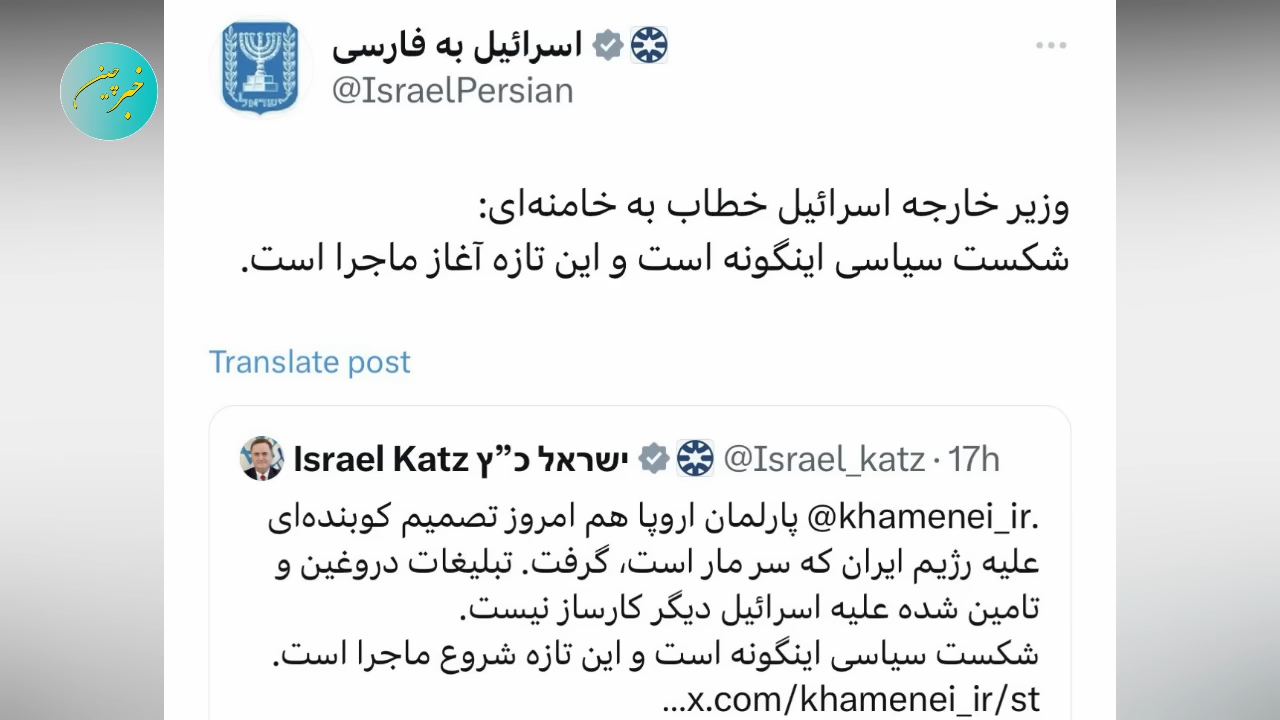 خبرچین
اسرائیل به فارسی
@IsraelPersian
وزیر خارجه اسرائیل خطاب به خامنه‌ای:
شکست سیاسی اینگونه است و این تازه آغاز ماجرا است.
Translate post
Israel Katz ישראל כ”ץ @Israel_katz · 17h
.@khamenei_ir پارلمان اروپا هم امروز تصمیم کوبنده‌ای
علیه رژیم ایران که سر مار است، گرفت. تبلیغات دروغین و
تامین شده علیه اسرائیل دیگر کارساز نیست.
شکست سیاسی اینگونه است و این تازه شروع ماجرا است.
x.com/khamenei_ir/st...